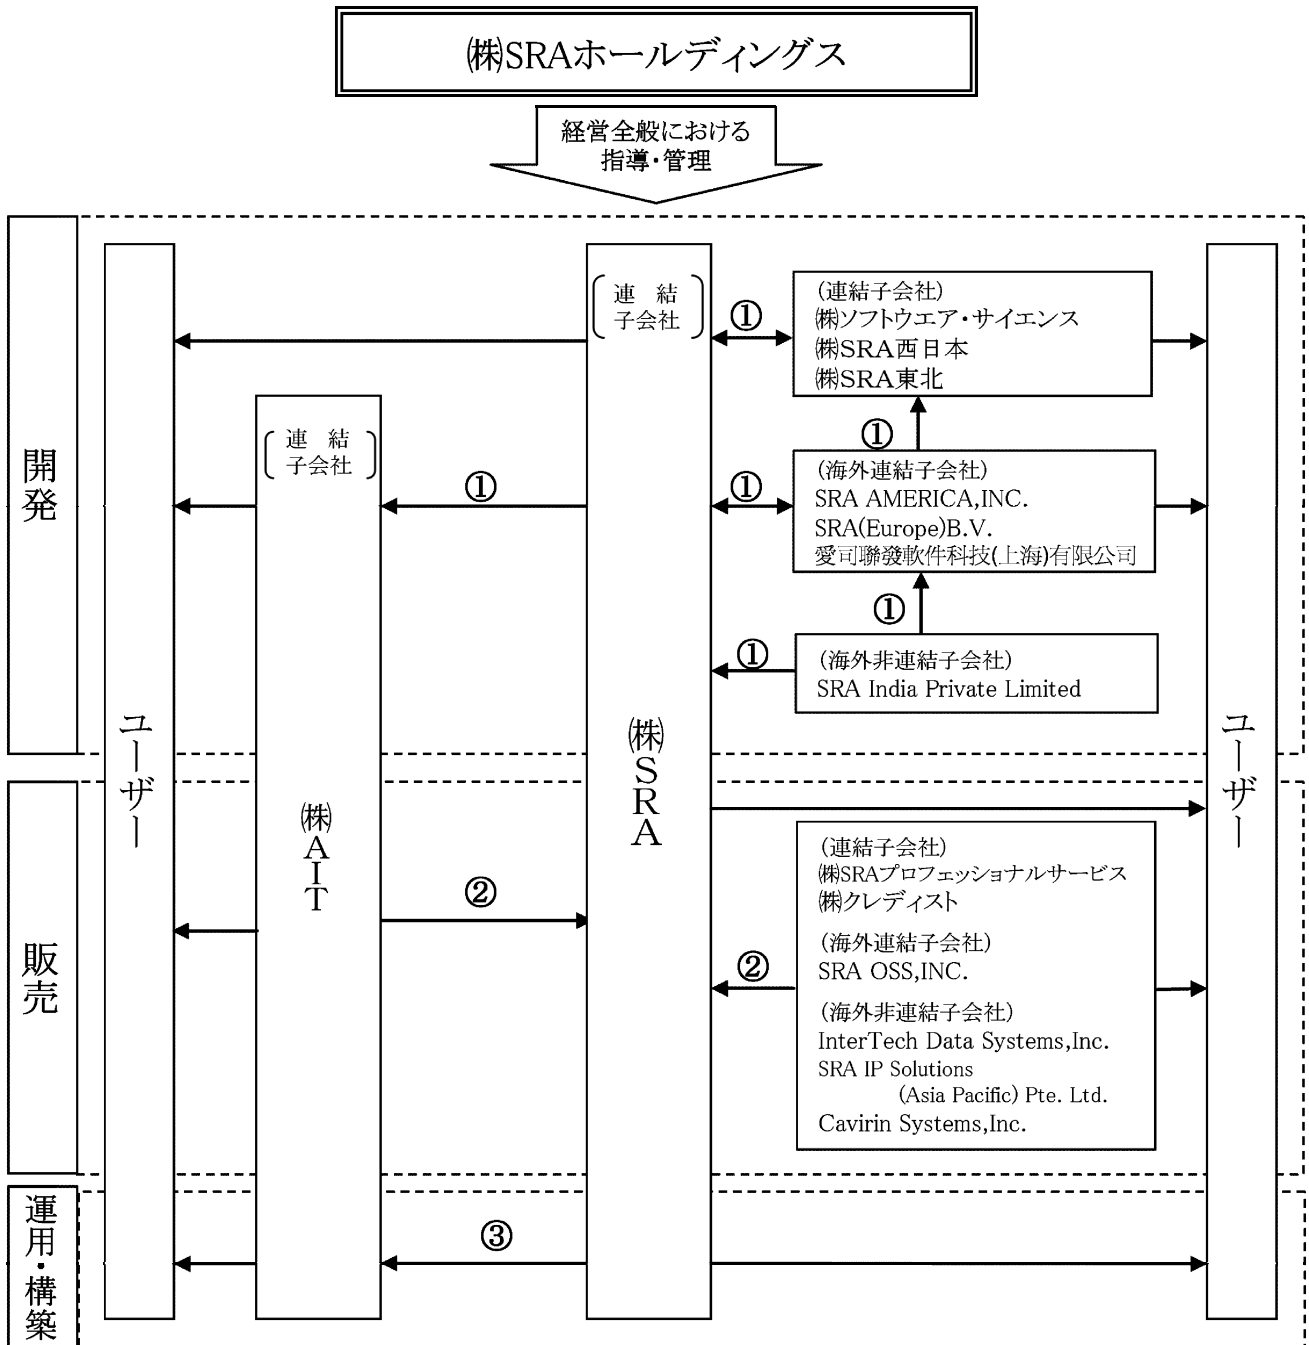 ㈱SRAホールディングス
経営全般における
指導・管理
開発
ユーザー
連 結
子会社
㈱SRA
連 結
子会社
㈱AIT
①
(連結子会社)
㈱ソフトウエア・サイエンス
㈱SRA西日本
㈱SRA東北
①
①
①
(海外連結子会社)
SRA AMERICA,INC.
SRA(Europe)B.V.
愛司聯發軟件科技(上海)有限公司
①
①
(海外非連結子会社)
SRA India Private Limited
ユーザー
販売
②
②
(連結子会社)
㈱SRAプロフェッショナルサービス
㈱クレディスト
(海外連結子会社)
SRA OSS,INC.
(海外非連結子会社)
InterTech Data Systems,Inc.
SRA IP Solutions
(Asia Pacific) Pte. Ltd.
Cavirin Systems,Inc.
運用・構築
③